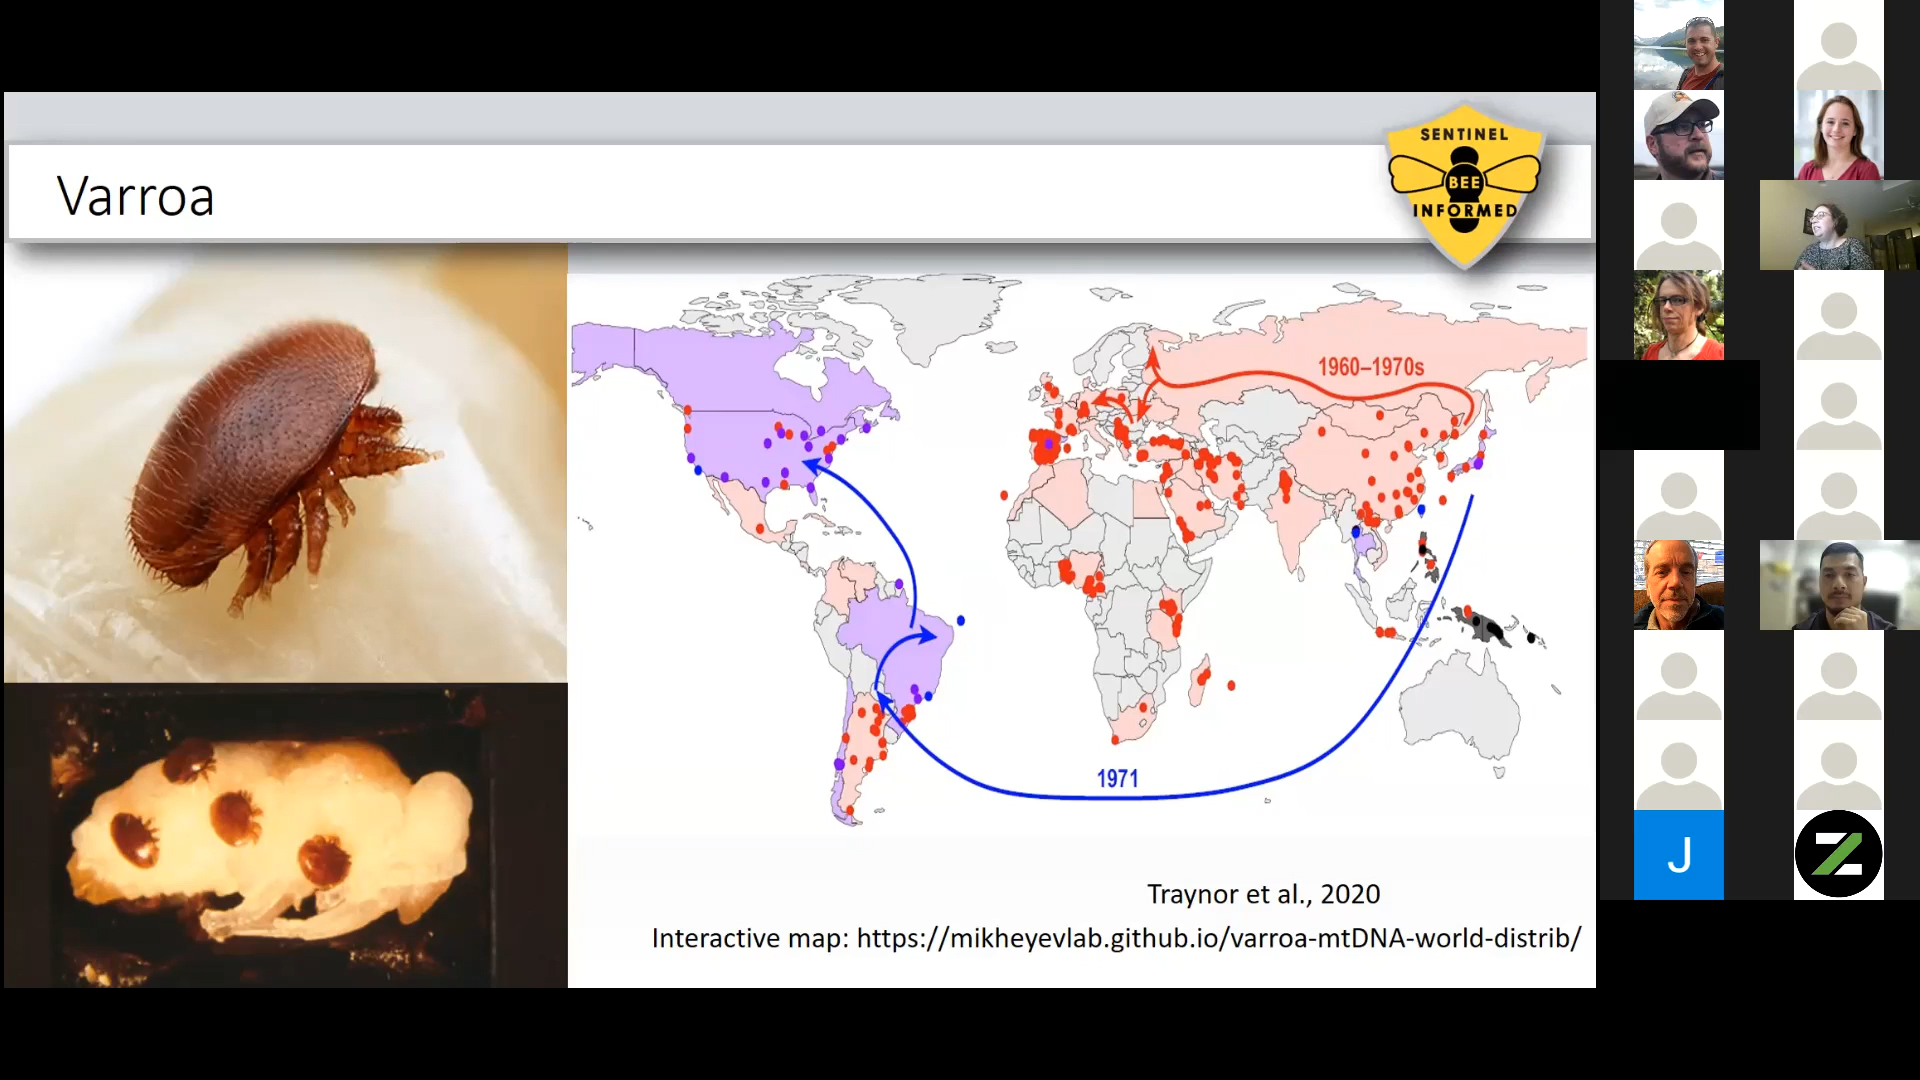 Varroa
SENTINEL
BEE
INFORMED
1960–1970s
1971
Traynor et al., 2020
Interactive map: https://mikheyevlab.github.io/varroa-mtDNA-world-distrib/
J
Z